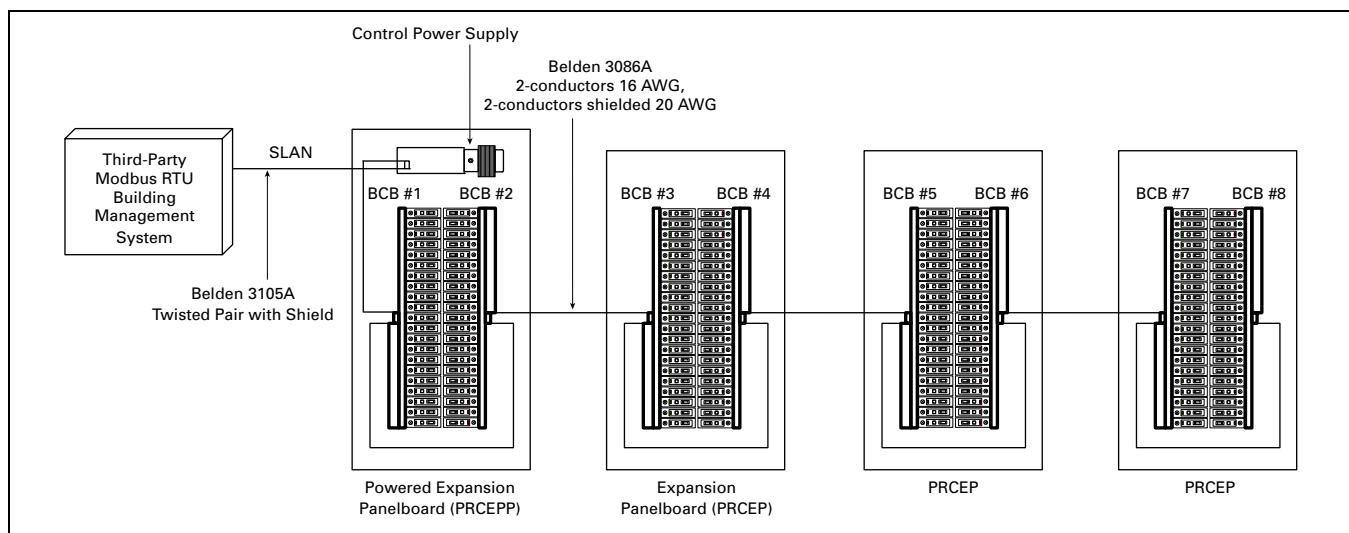 Control Power Supply
Belden 3086A
2-conductors 16 AWG,
2-conductors shielded 20 AWG
Third-Party
Modbus RTU
Building
Management
System
SLAN
Belden 3105A
Twisted Pair with Shield
BCB #1
BCB #2
BCB #3
BCB #4
BCB #5
BCB #6
BCB #7
BCB #8
Powered Expansion
Panelboard (PRCEPP)
Expansion
Panelboard (PRCEP)
PRCEP
PRCEP